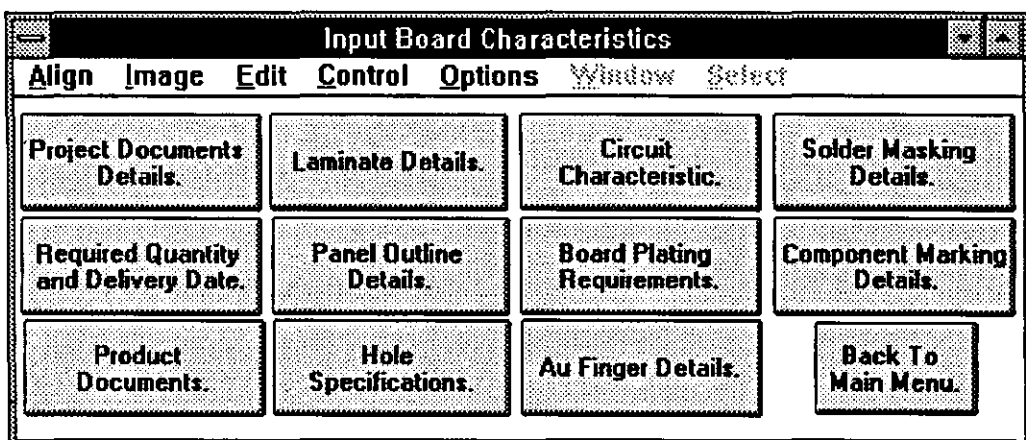 Input Board Characteristics
Align Image Edit Control Options Window Select
Project Documents
Details.
Laminate Details.
Circuit
Characteristic.
Solder Masking
Details.
Required Quantity
and Delivery Date.
Panel Outline
Details.
Board Plating
Requirements.
Component Marking
Details.
Product
Documents.
Hole
Specifications.
Au Finger Details.
Back To
Main Menu.